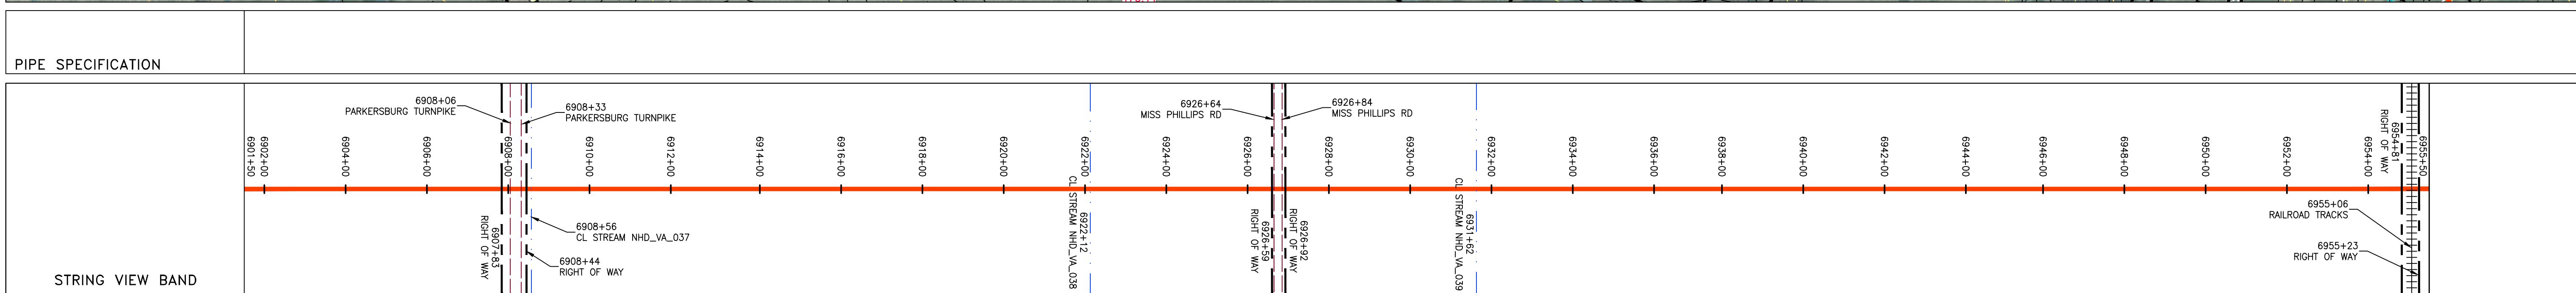 PIPE SPECIFICATION
6908+06
PARKERSBURG TURNPIKE
6908+33
PARKERSBURG TURNPIKE
6926+64
MISS PHILLIPS RD
6926+84
MISS PHILLIPS RD
6954+81
RIGHT OF WAY
6901+50
6902+00
6904+00
6906+00
6908+00
6910+00
6912+00
6914+00
6916+00
6918+00
6920+00
6922+00
6924+00
6926+00
6928+00
6930+00
6932+00
6934+00
6936+00
6938+00
6940+00
6942+00
6944+00
6946+00
6948+00
6950+00
6952+00
6954+00
6955+50
6907+83
RIGHT OF WAY
6908+56
CL STREAM NHD_VA_037
6908+44
RIGHT OF WAY
6922+12
CL STREAM NHD_VA_038
6926+59
RIGHT OF WAY
6926+92
RIGHT OF WAY
6931+62
CL STREAM NHD_VA_039
6955+06
RAILROAD TRACKS
6955+23
RIGHT OF WAY
STRING VIEW BAND